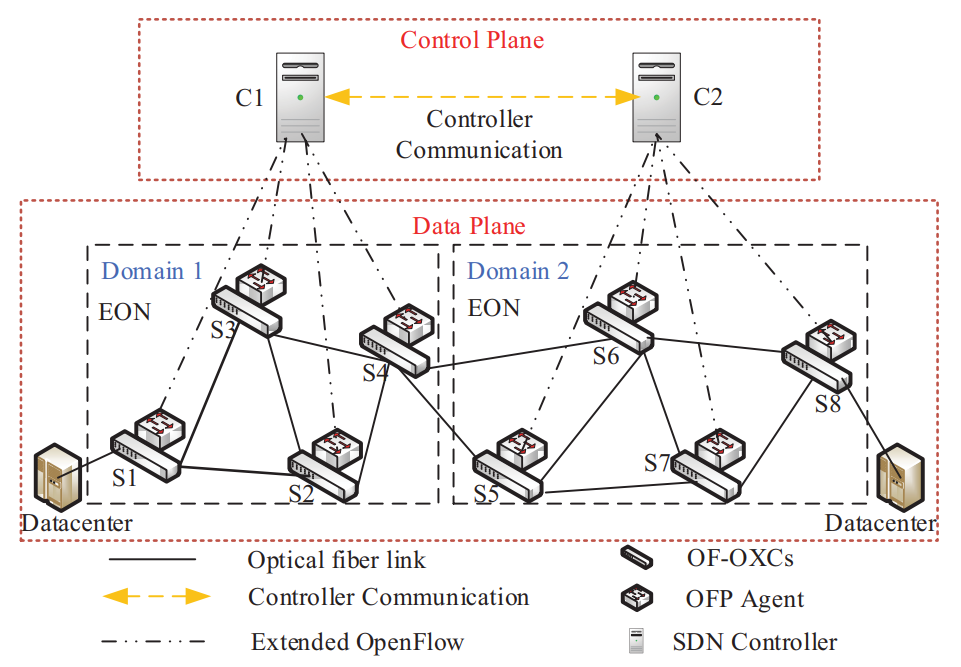 Control Plane
C1
C2
Controller
Communication
Data Plane
Domain 1
Domain 2
EON
EON
S3
S4
S6
S8
S1
S2
S5
S7
Datacenter
Datacenter
Optical fiber link
OF-OXCs
Controller Communication
OFP Agent
Extended OpenFlow
SDN Controller